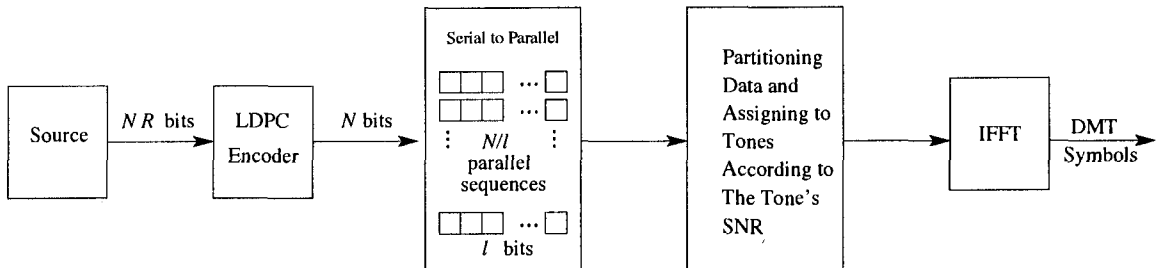 Source
NR bits
LDPC
Encoder
N bits
Serial to Parallel
...
...
N/l
parallel
sequences
...
l bits
Partitioning
Data and
Assigning to
Tones
According to
The Tone's
SNR
IFFT
DMT
Symbols